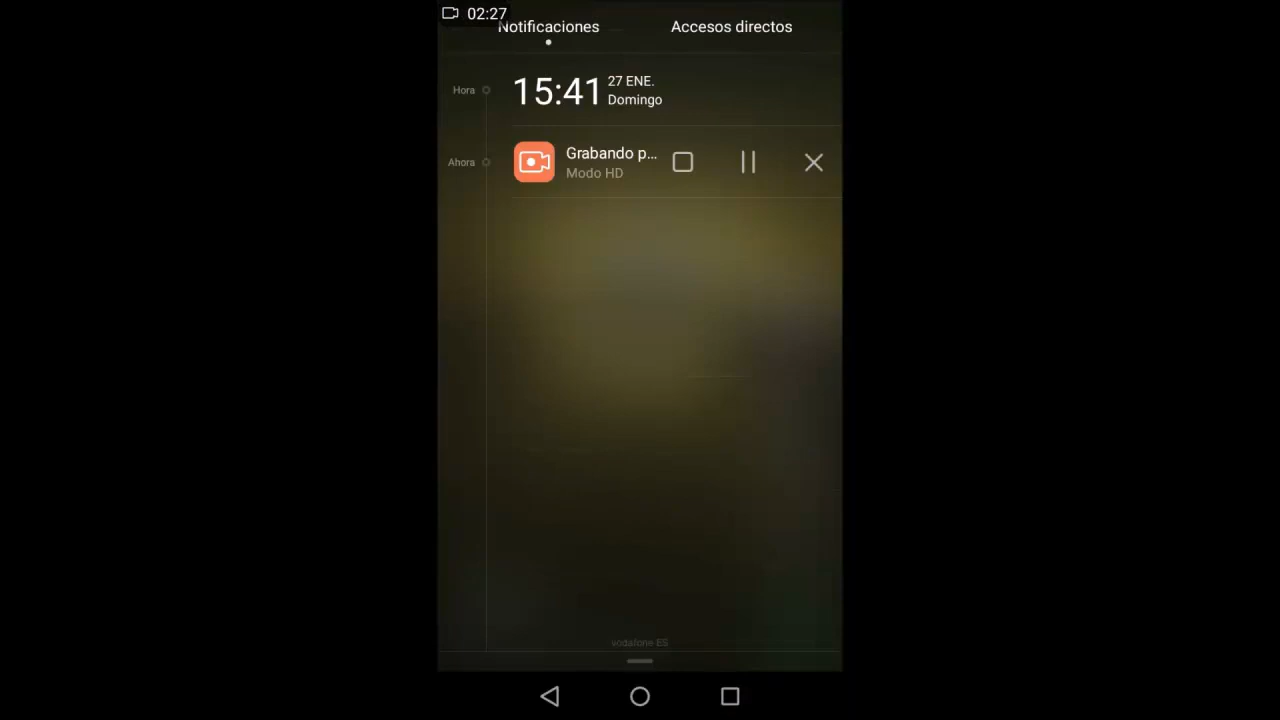 02:27
Notificaciones
Accesos directos
Hora
15:41
27 ENE.
Domingo
Ahora
Grabando p...
Modo HD
vodafone ES